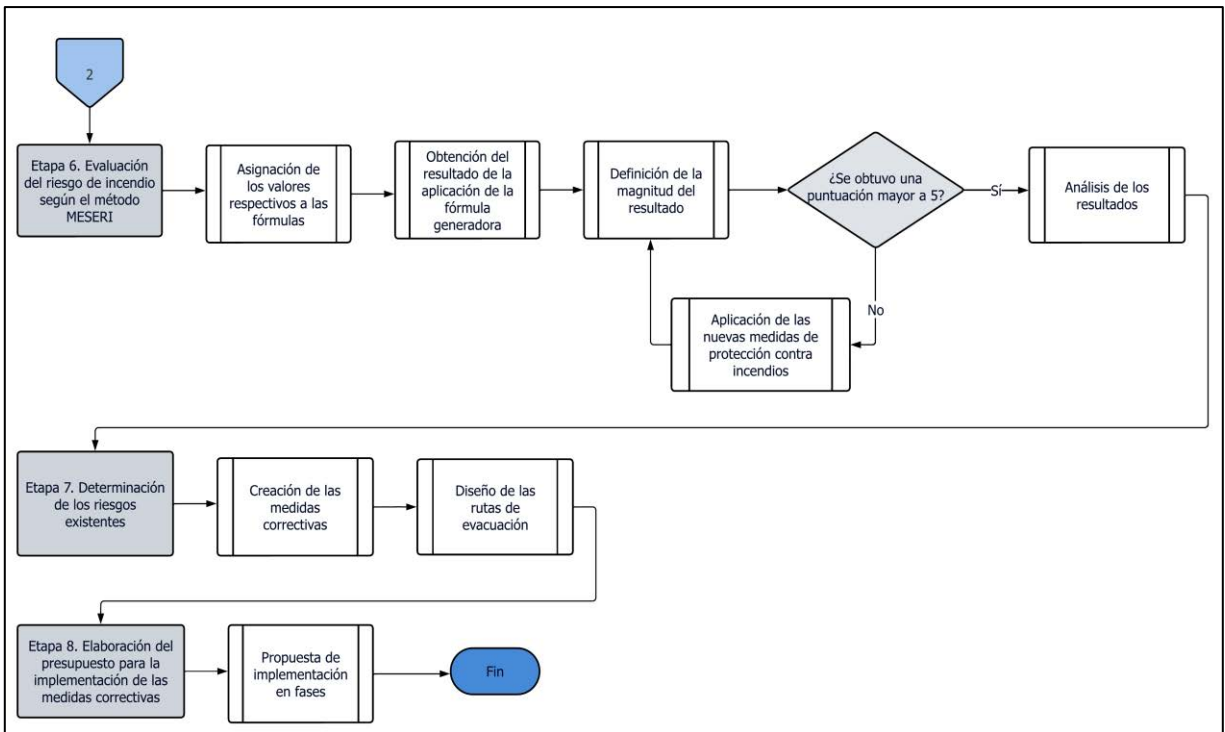 2
Etapa 6. Evaluación
del riesgo de incendio
según el método
MESERI
Asignación de
los valores
respectivos a las
fórmulas
Obtención del
resultado de la
aplicación de la
fórmula
generadora
Definición de la
magnitud del
resultado
¿Se obtuvo una
puntuación mayor a 5?
Sí
Análisis de los
resultados
No
Aplicación de las
nuevas medidas de
protección contra
incendios
Etapa 7. Determinación
de los riesgos
existentes
Creación de las
medidas
correctivas
Diseño de las
rutas de
evacuación
Etapa 8. Elaboración del
presupuesto para la
implementación de las
medidas correctivas
Propuesta de
implementación
en fases
Fin